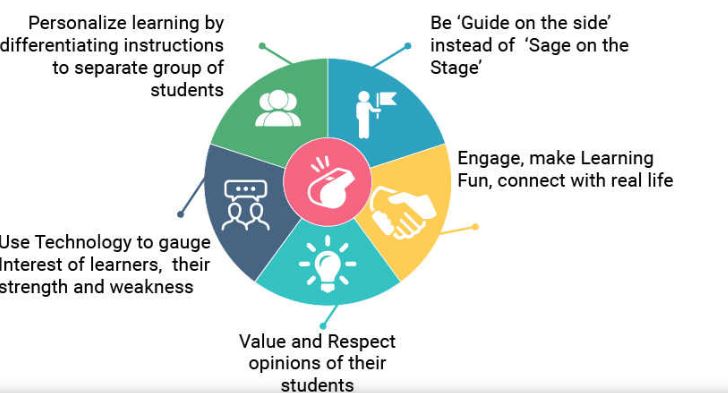 Personalize learning by
differentiating instructions
to separate group of
students
Be ‘Guide on the side’
instead of ‘Sage on the
Stage’
Engage, make Learning
Fun, connect with real life
Use Technology to gauge
Interest of learners, their
strength and weakness
Value and Respect
opinions of their
students